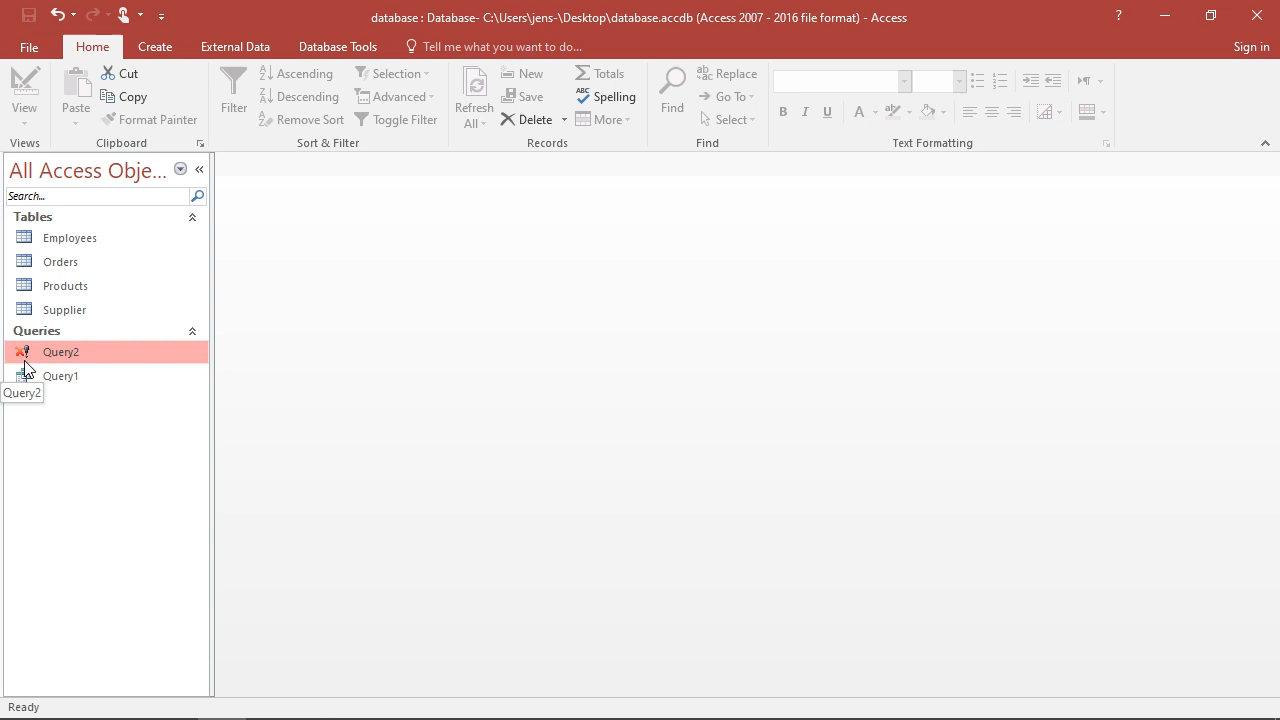 database : Database- C:\Users\jens-\Desktop\database.accdb (Access 2007 - 2016 file format) - Access
?
File Home Create External Data Database Tools Tell me what you want to do... Sign in
View
Views
Paste
Cut
Copy
Format Painter
Clipboard
Filter
Ascending
Descending
Remove Sort
Selection
Advanced
Toggle Filter
Sort & Filter
Refresh
All
New
Save
Delete
Totals
Spelling
More
Records
Find
Replace
Go To
Select
Find
B I U A
Text Formatting
All Access Obje...
Search...
Tables
Employees
Orders
Products
Supplier
Queries
Query2
Query1
Query2
Ready